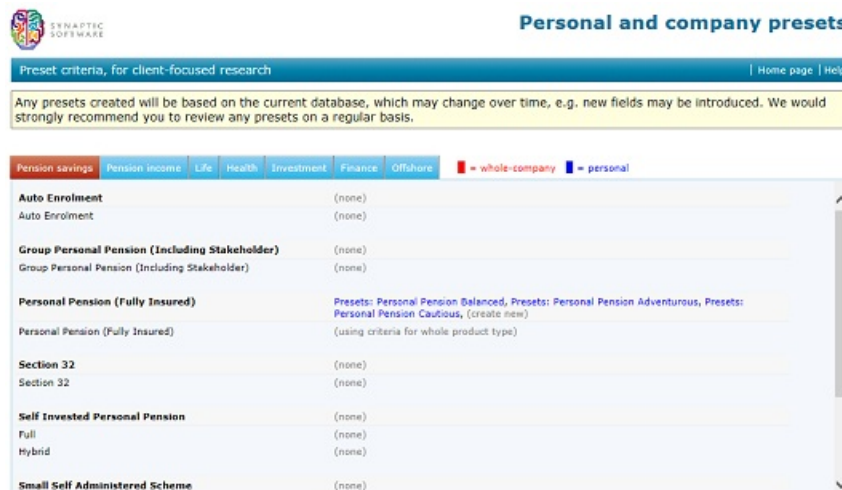 SYNAPTIC
SOFTWARE
Personal and company presets
Preset criteria, for client-focused research
| Home page | Help
Any presets created will be based on the current database, which may change over time, e.g. new fields may be introduced. We would
strongly recommend you to review any presets on a regular basis.
Pension savings Pension income Life Health Investment Finance Offshore = whole-company = personal
Auto Enrolment (none)
Auto Enrolment (none)
Group Personal Pension (Including Stakeholder) (none)
Group Personal Pension (Including Stakeholder) (none)
Personal Pension (Fully Insured) Presets: Personal Pension Balanced, Presets: Personal Pension Adventurous, Presets:
Personal Pension Cautious, (create new)
Personal Pension (Fully Insured) (using criteria for whole product type)
Section 32 (none)
Section 32 (none)
Self Invested Personal Pension (none)
Full (none)
Hybrid (none)
Small Self Administered Scheme (none)